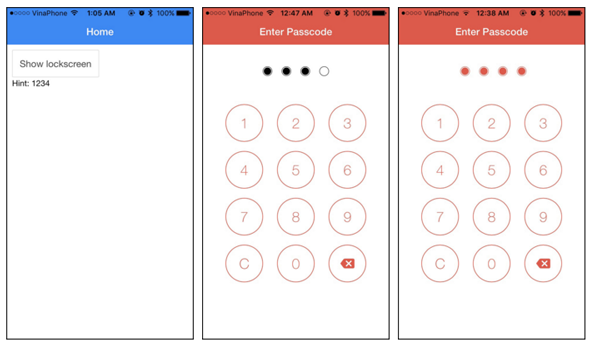 VinaPhone 1:05 AM 100%
Home
Show lockscreen
Hint: 1234
VinaPhone 12:47 AM 100%
Enter Passcode
1 2 3
4 5 6
7 8 9
C 0
VinaPhone 12:38 AM 100%
Enter Passcode
1 2 3
4 5 6
7 8 9
C 0